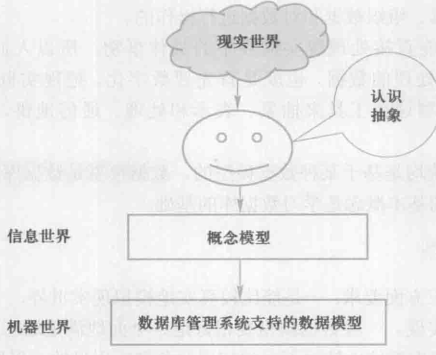 现实世界
认识
抽象
信息世界
概念模型
机器世界
数据库管理系统支持的数据模型